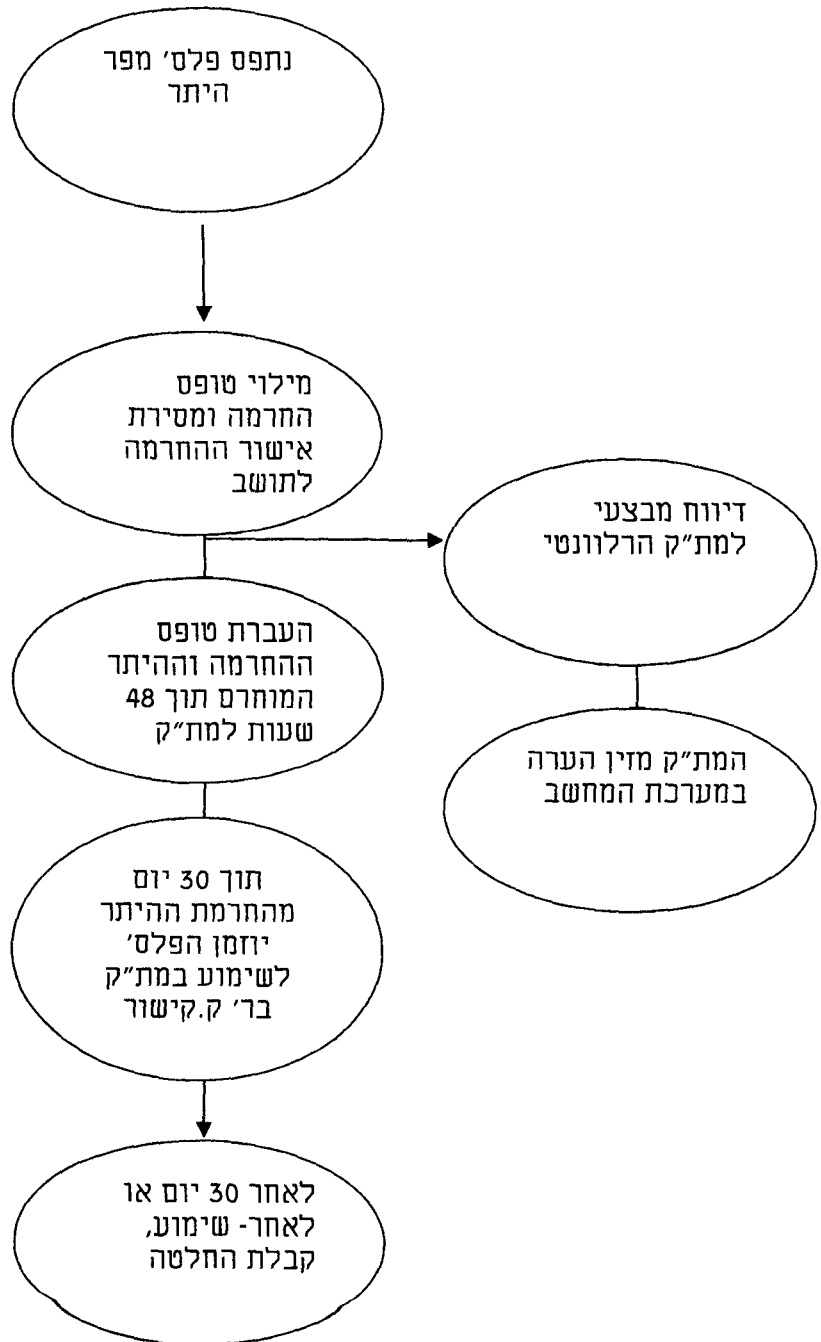 נתפס פלס' מפר
היתר
מילוי טופס
החרמה ומסירת
אישור ההחרמה
לתושב
דיווח מבצעי
למת״ק הרלוונטי
העברת טופס
ההחרמה וההיתר
המוחרם תוך 48
שעות למת״ק
המת״ק מזין הערה
במערכת המחשב
תוך 30 יום
מהחרמת ההיתר
יוזמן הפלס'
לשימוע במת״ק
בר' ק.קישור
לאחר 30 יום או
לאחר- שימוע,
קבלת החלטה